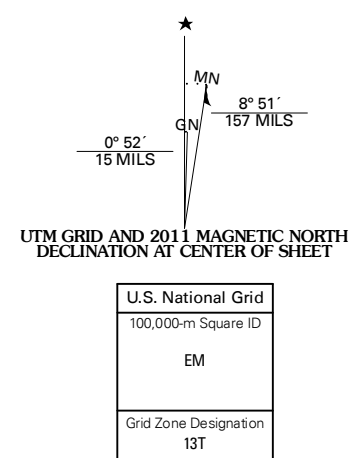 ★
MN
GN
8° 51´
157 MILS
0° 52´
15 MILS
UTM GRID AND 2011 MAGNETIC NORTH
DECLINATION AT CENTER OF SHEET
U.S. National Grid
100,000-m Square ID
EM
Grid Zone Designation
13T